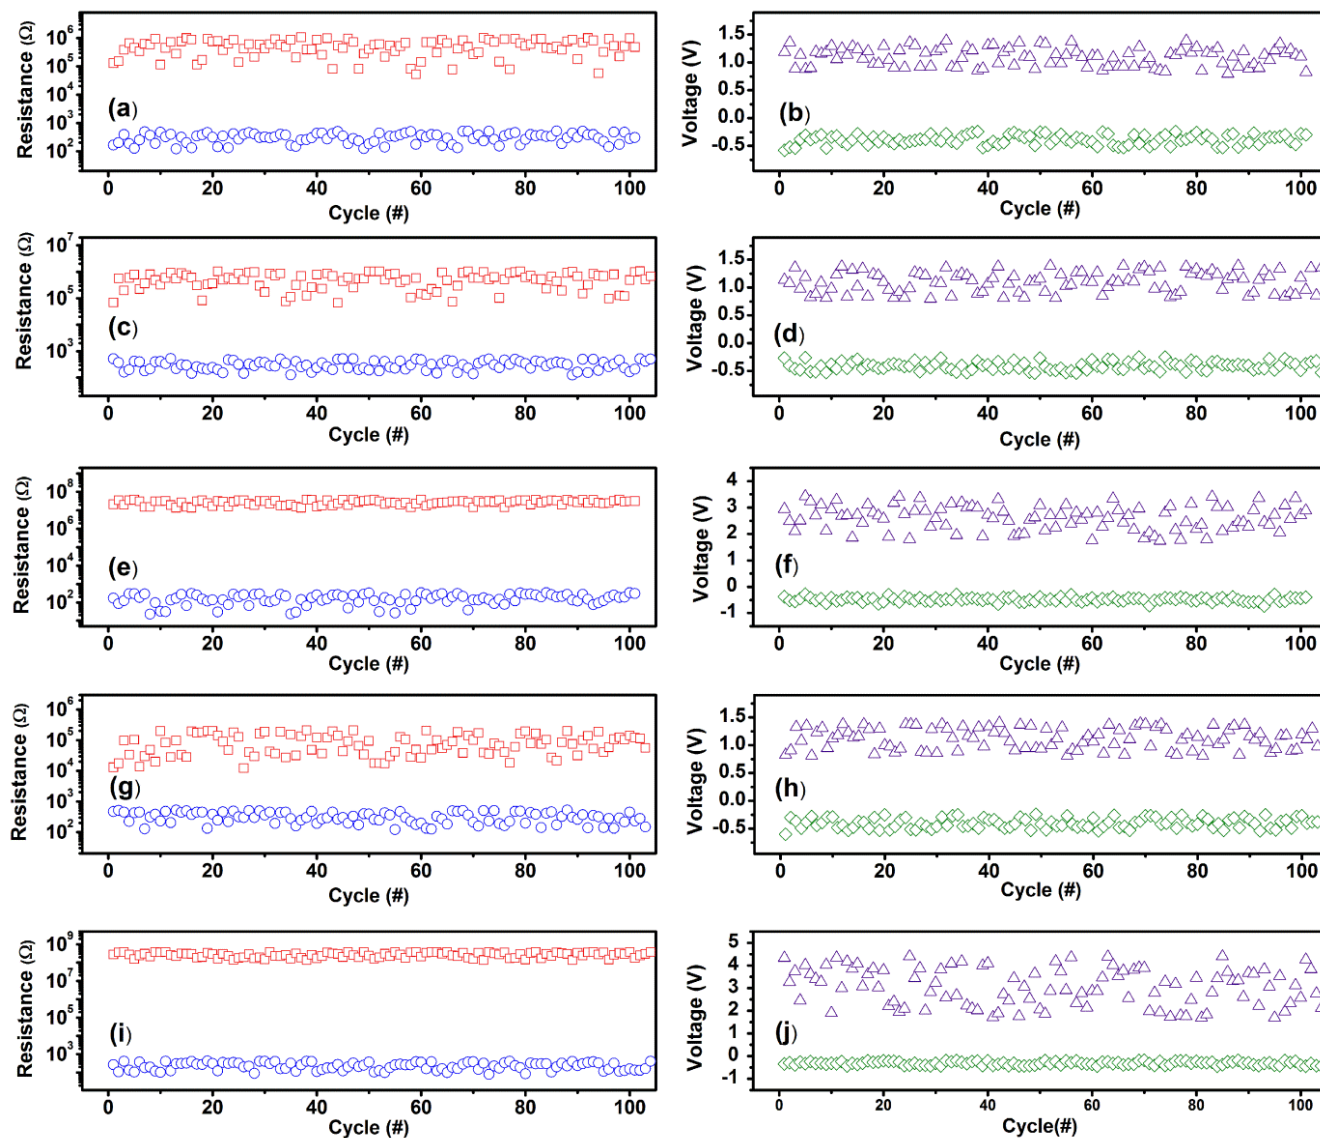 Resistance (Ω)
10⁶
10⁵
10⁴
10³
10²
(a)
0 20 40 60 80 100
Cycle (#)
Voltage (V)
1.5
1.0
0.5
0.0
-0.5
(b)
0 20 40 60 80 100
Cycle (#)
Resistance (Ω)
10⁷
10⁵
10³
(c)
0 20 40 60 80 100
Cycle (#)
Voltage (V)
1.5
1.0
0.5
0.0
-0.5
(d)
0 20 40 60 80 100
Cycle (#)
Resistance (Ω)
10⁸
10⁶
10⁴
10²
(e)
0 20 40 60 80 100
Cycle (#)
Voltage (V)
4
3
2
1
0
-1
(f)
0 20 40 60 80 100
Cycle (#)
Resistance (Ω)
10⁶
10⁵
10⁴
10³
10²
(g)
0 20 40 60 80 100
Cycle (#)
Voltage (V)
1.5
1.0
0.5
0.0
-0.5
(h)
0 20 40 60 80 100
Cycle (#)
Resistance (Ω)
10⁹
10⁷
10⁵
10³
(i)
0 20 40 60 80 100
Cycle (#)
Voltage (V)
5
4
3
2
1
0
-1
(j)
0 20 40 60 80 100
Cycle(#)